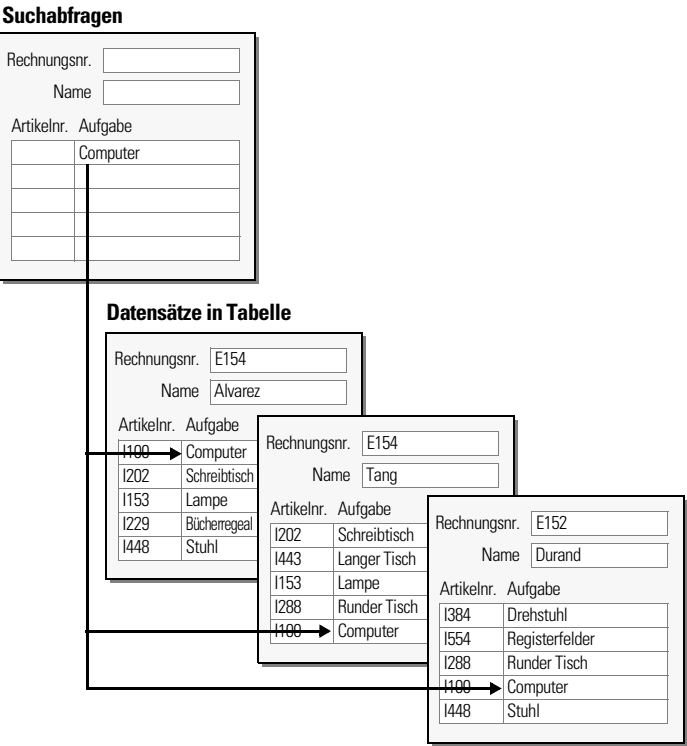 Suchabfragen
Rechnungsnr.
Name
Artikelnr. Aufgabe
Computer
Datensätze in Tabelle
Rechnungsnr. E154
Name Alvarez
Artikelnr. Aufgabe
I100 Computer
I202 Schreibtisch
I153 Lampe
I229 Bücherregeal
I448 Stuhl
Rechnungsnr. E154
Name Tang
Artikelnr. Aufgabe
I202 Schreibtisch
I443 Langer Tisch
I153 Lampe
I288 Runder Tisch
I100 Computer
Rechnungsnr. E152
Name Durand
Artikelnr. Aufgabe
I384 Drehstuhl
I554 Registerfelder
I288 Runder Tisch
I100 Computer
I448 Stuhl